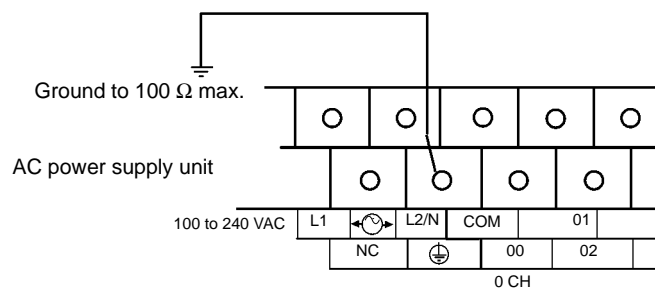 Ground to 100 Ω max.
AC power supply unit
100 to 240 VAC L1 L2/N COM 01
NC 00 02
0 CH